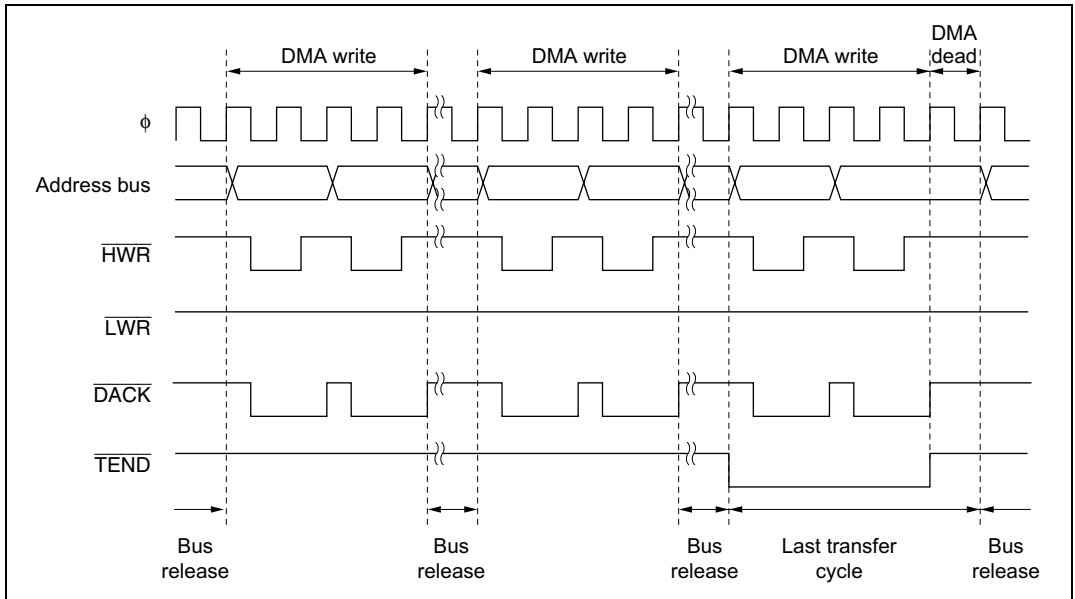 DMA
dead
DMA write DMA write DMA write
ϕ
Address bus
HWR
LWR
DACK
TEND
Bus release
Bus release
Bus release
Last transfer cycle
Bus release